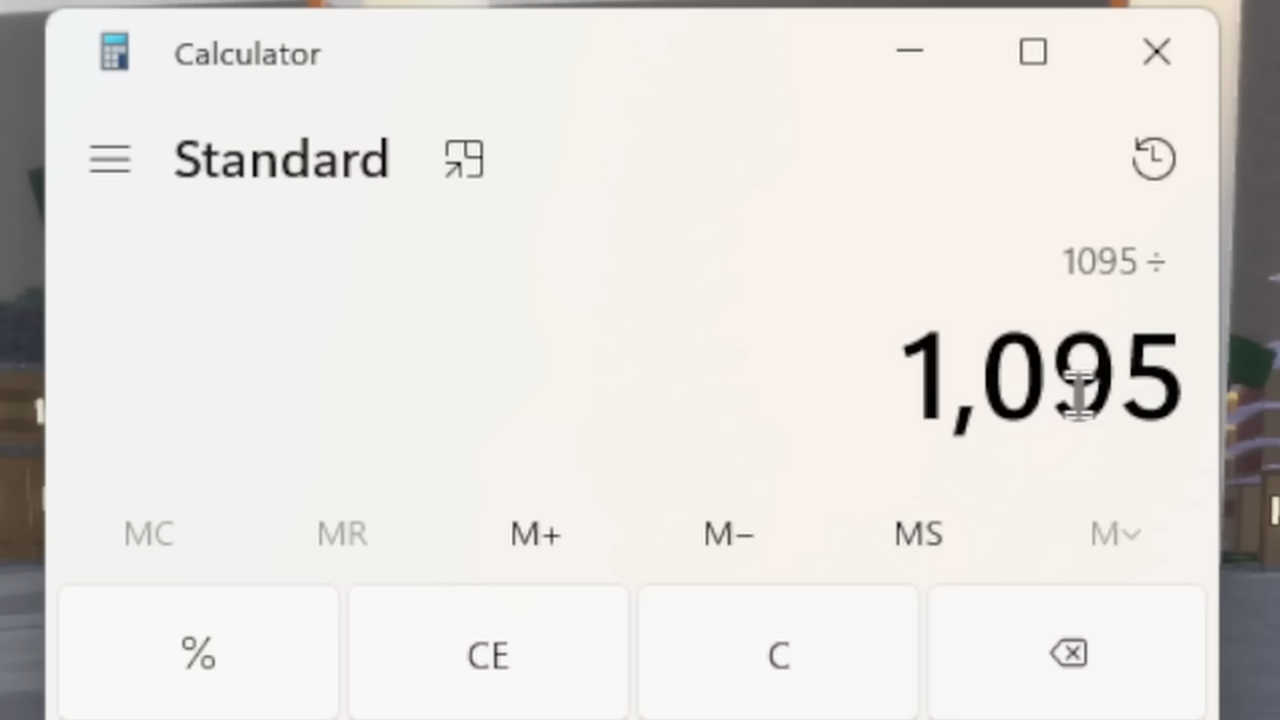 Calculator
Standard
1095 ÷
1,095
MC MR M+ M− MS M
% CE C